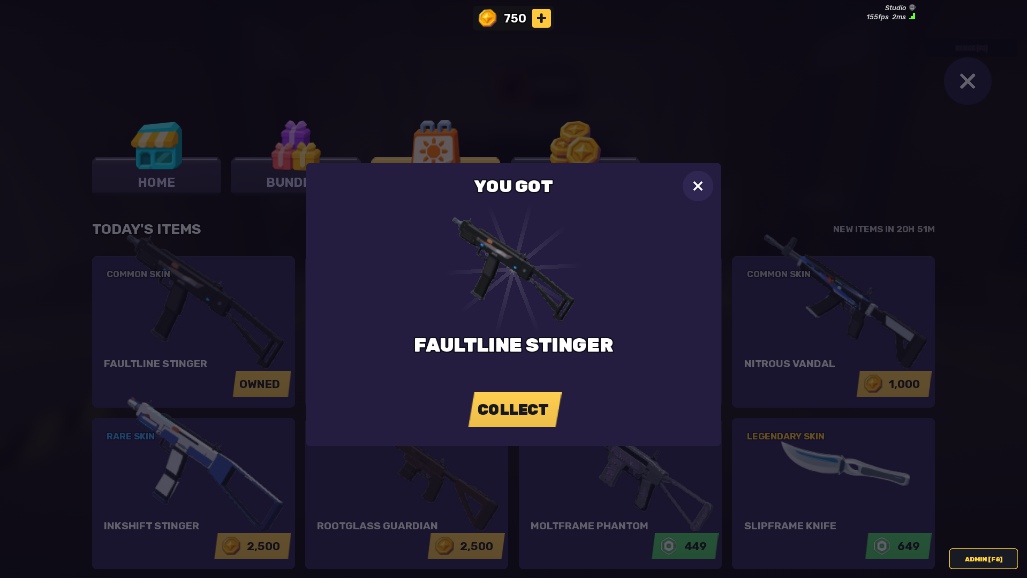 750 +
Studio
155fps 2ms
HOME
BUND
TODAY'S ITEMS
NEW ITEMS IN 20H 51M
YOU GOT
FAULTLINE STINGER
COLLECT
COMMON SKIN
FAULTLINE STINGER
OWNED
COMMON SKIN
NITROUS VANDAL
1,000
RARE SKIN
INKSHIFT STINGER
2,500
ROOTGLASS GUARDIAN
2,500
MOLTFRAME PHANTOM
449
LEGENDARY SKIN
SLIPFRAME KNIFE
649
ADMIN [F6]